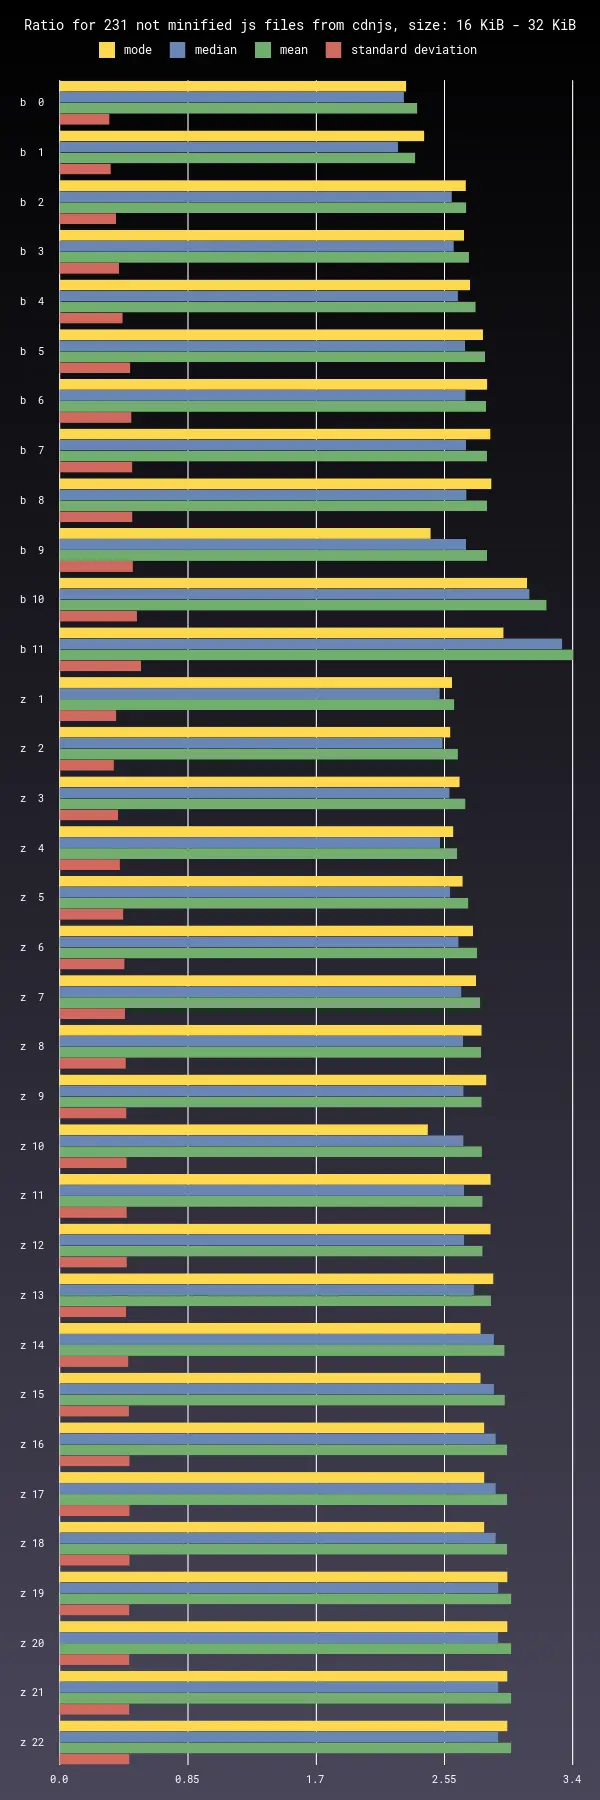 Ratio for 231 not minified js files from cdnjs, size: 16 KiB - 32 KiB
mode median mean standard deviation
b 0
b 1
b 2
b 3
b 4
b 5
b 6
b 7
b 8
b 9
b 10
b 11
z 1
z 2
z 3
z 4
z 5
z 6
z 7
z 8
z 9
z 10
z 11
z 12
z 13
z 14
z 15
z 16
z 17
z 18
z 19
z 20
z 21
z 22
0.0 0.85 1.7 2.55 3.4